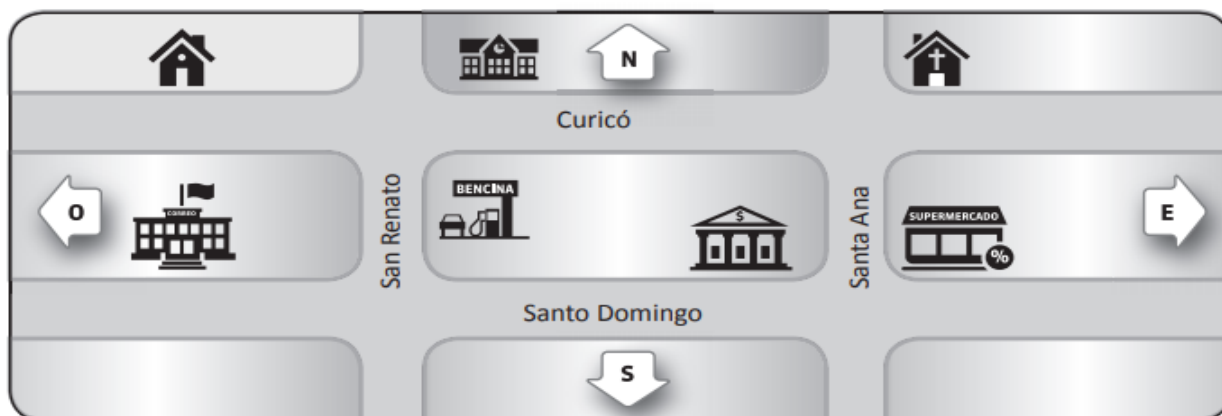 N
Curicó
O
CORREO
San Renato
BENCINA
$
Santa Ana
SUPERMERCADO
%
E
Santo Domingo
S